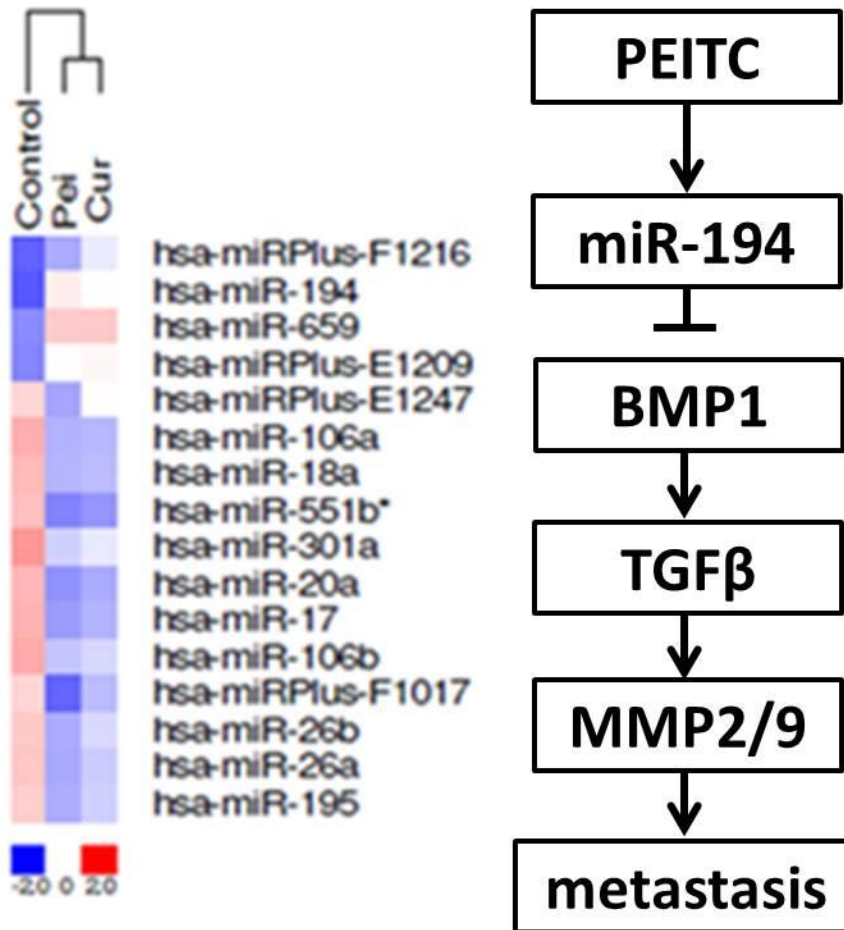 Control
Pei
Cur
hsa-miRPlus-F1216
hsa-miR-194
hsa-miR-659
hsa-miRPlus-E1209
hsa-miRPlus-E1247
hsa-miR-106a
hsa-miR-18a
hsa-miR-551b*
hsa-miR-301a
hsa-miR-20a
hsa-miR-17
hsa-miR-106b
hsa-miRPlus-F1017
hsa-miR-26b
hsa-miR-26a
hsa-miR-195
-2.0 0 2.0
PEITC
miR-194
BMP1
TGFβ
MMP2/9
metastasis